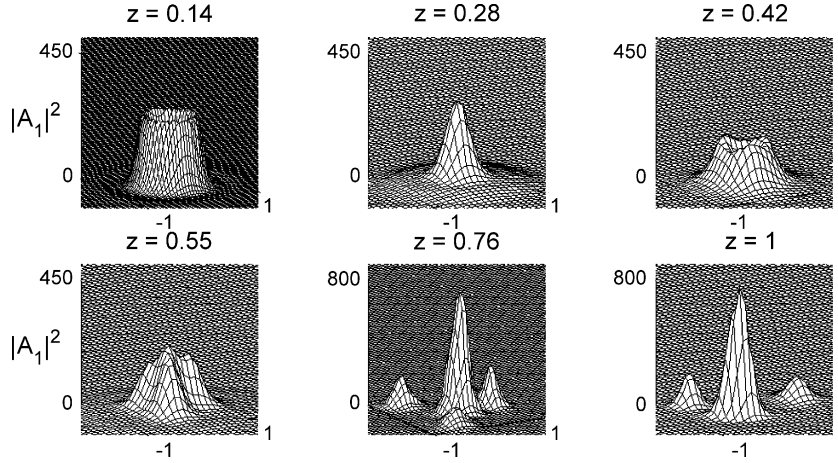 z = 0.14
z = 0.28
z = 0.42
450
450
450
|A1|²
0
0
0
-1
1
-1
1
-1
z = 0.55
z = 0.76
z = 1
450
800
800
|A1|²
0
0
0
-1
1
-1
1
-1